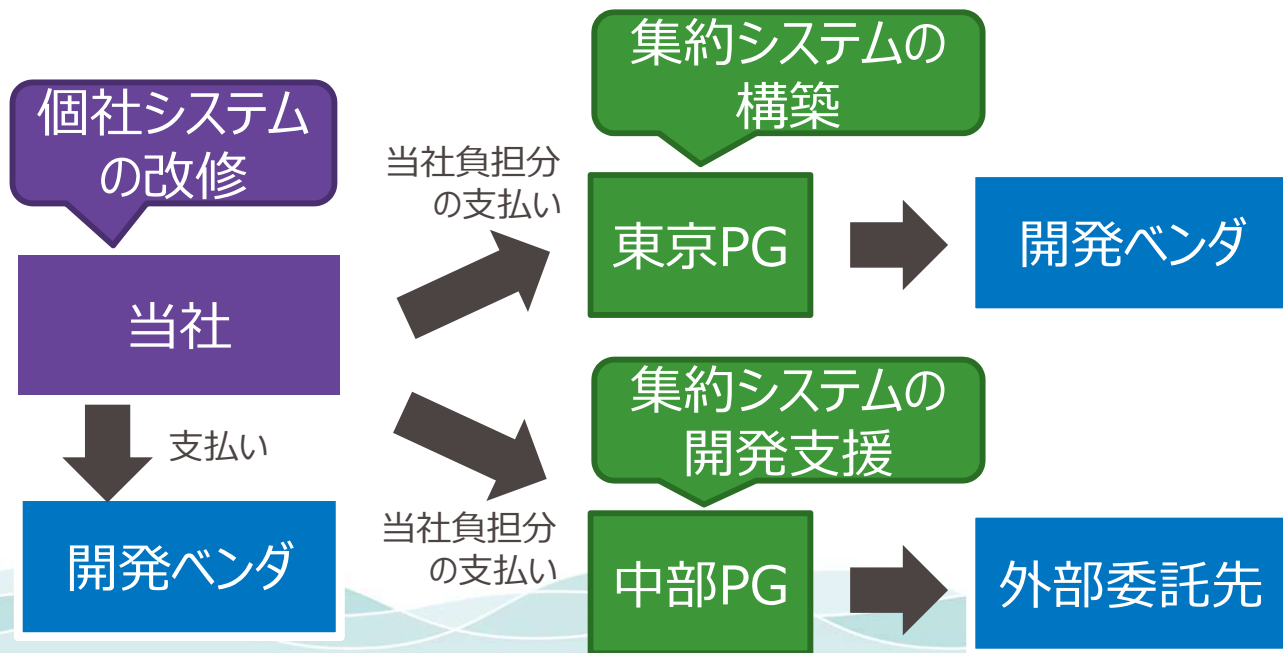 個社システム
の改修
当社
支払い
開発ベンダ
当社負担分
の支払い
集約システムの
構築
東京PG
開発ベンダ
当社負担分
の支払い
集約システムの
開発支援
中部PG
外部委託先